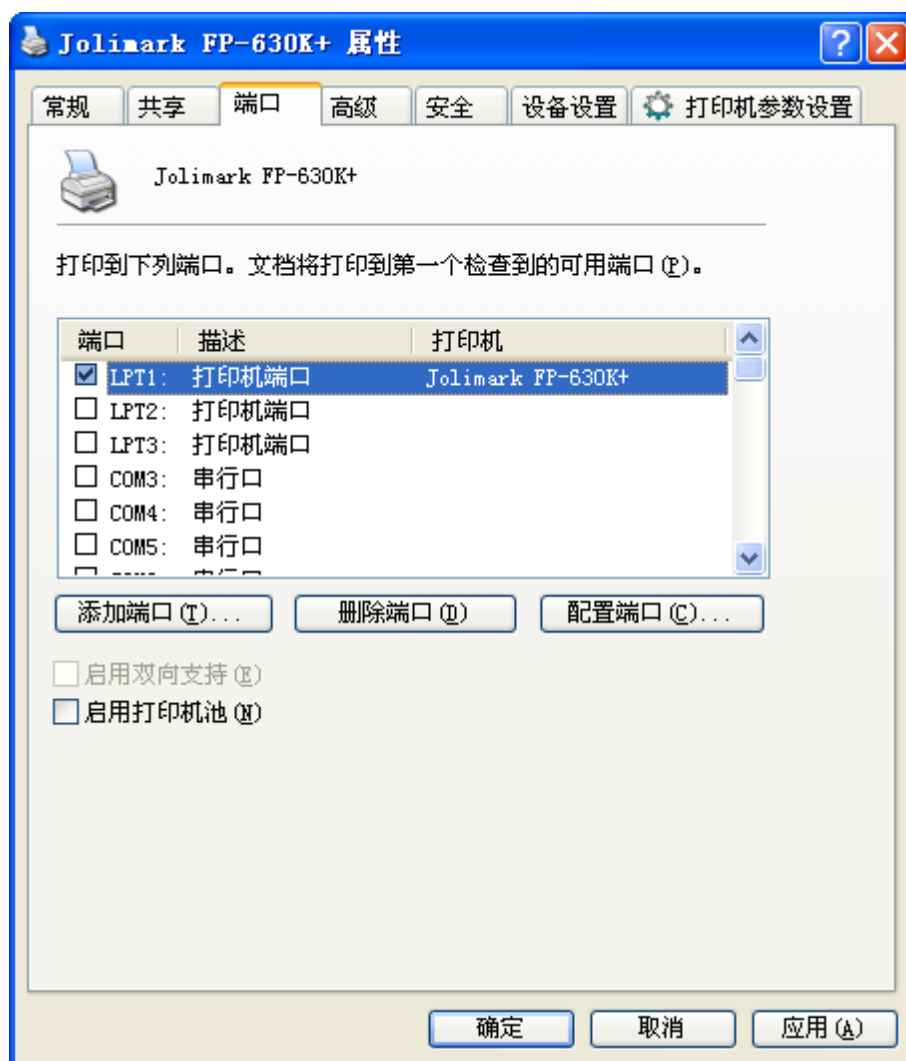 Jolimark FP-630K+ 属性
常规 共享 端口 高级 安全 设备设置 打印机参数设置
Jolimark FP-630K+
打印到下列端口。文档将打印到第一个检查到的可用端口(P)。
端口 描述 打印机
LPT1: 打印机端口 Jolimark FP-630K+
LPT2: 打印机端口
LPT3: 打印机端口
COM3: 串行口
COM4: 串行口
COM5: 串行口
添加端口(T)... 删除端口(D) 配置端口(C)...
启用双向支持(E)
启用打印机池(N)
确定 取消 应用(A)